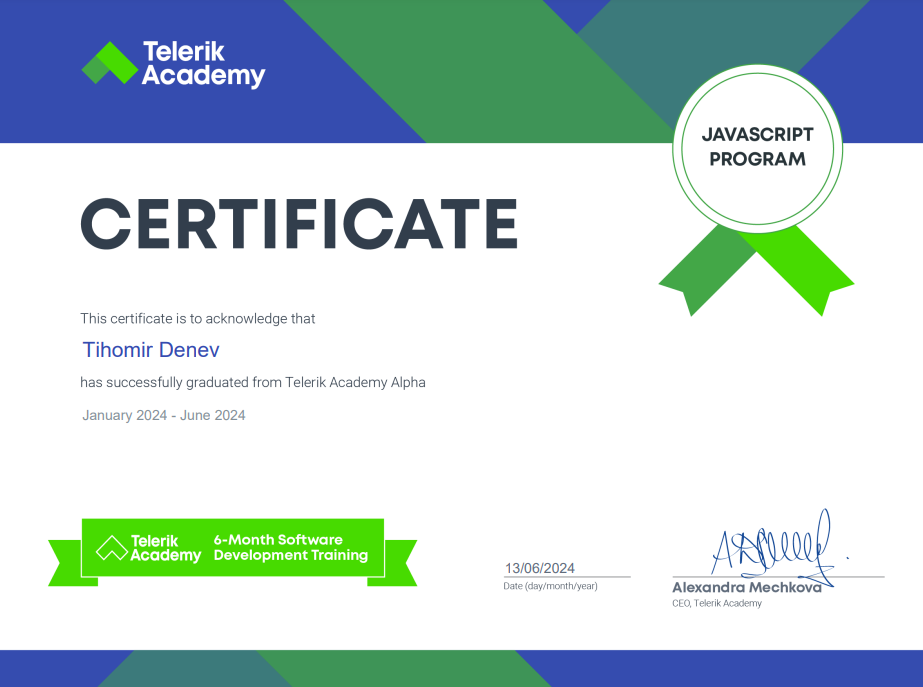 Telerik
Academy
JAVASCRIPT
PROGRAM
CERTIFICATE
This certificate is to acknowledge that
Tihomir Denev
has successfully graduated from Telerik Academy Alpha
January 2024 - June 2024
Telerik
Academy
6-Month Software
Development Training
13/06/2024
Date (day/month/year)
Alexandra Mechkova
CEO, Telerik Academy